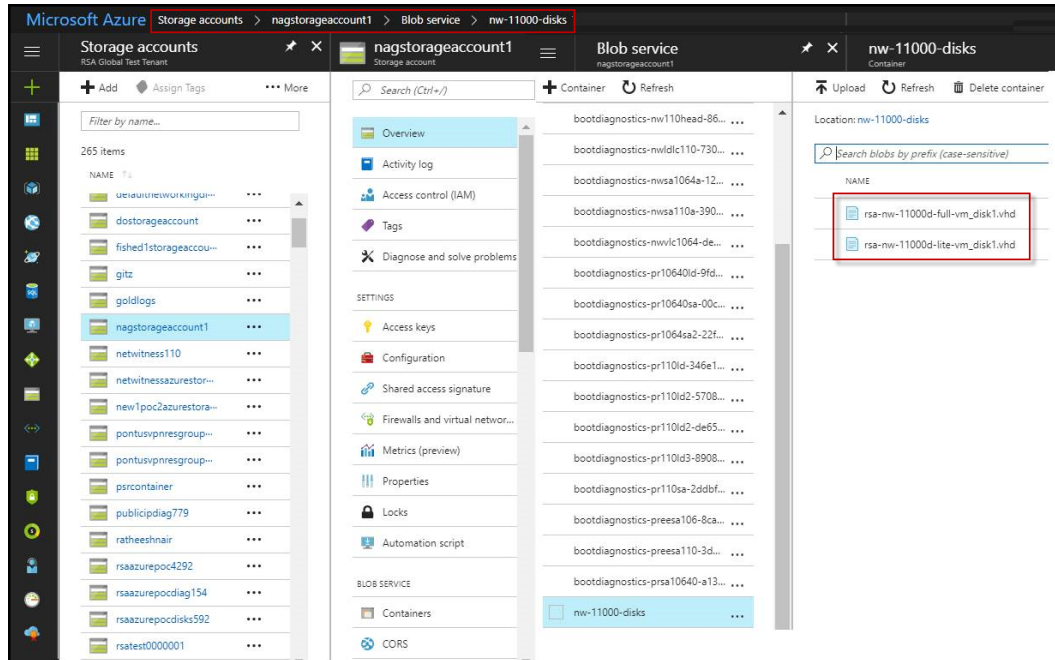 Microsoft Azure Storage accounts > nagstorageaccount1 > Blob service > nw-11000-disks
Storage accounts
RSA Global Test Tenant
Add Assign Tags ••• More
Filter by name...
265 items
NAME
defaultnetworkingdi···
dostorageaccount
fished1storageaccou···
gitz
goldlogs
nagstorageaccount1
netwitness110
netwitnessazurestor···
new1poc2azurestora···
pontusvpnresgroup···
pontusvpnresgroup···
psrcontainer
publicipdiag779
ratheeshnair
rsaazurepoc4292
rsaazurepocdiag154
rsaazurepocdisks592
rsatest0000001
nagstorageaccount1
Storage account
Search (Ctrl+/)
Overview
Activity log
Access control (IAM)
Tags
Diagnose and solve problems
SETTINGS
Access keys
Configuration
Shared access signature
Firewalls and virtual networ...
Metrics (preview)
Properties
Locks
Automation script
BLOB SERVICE
Containers
CORS
Blob service
nagstorageaccount1
Container Refresh
bootdiagnostics-nw110head-86...
bootdiagnostics-nwldlc110-730...
bootdiagnostics-nwsa1064a-12...
bootdiagnostics-nwsa110a-390...
bootdiagnostics-nwvlc1064-de...
bootdiagnostics-pr10640ld-9fd...
bootdiagnostics-pr10640sa-00c...
bootdiagnostics-pr1064sa2-22f...
bootdiagnostics-pr110ld-346e1...
bootdiagnostics-pr110ld2-5708...
bootdiagnostics-pr110ld2-de65...
bootdiagnostics-pr110ld3-8908...
bootdiagnostics-pr110sa-2ddbf...
bootdiagnostics-preesa106-8ca...
bootdiagnostics-preesa110-3d...
bootdiagnostics-prsa10640-a13...
nw-11000-disks
nw-11000-disks
Container
Upload Refresh Delete container
Location: nw-11000-disks
Search blobs by prefix (case-sensitive)
NAME
rsa-nw-11000d-full-vm_disk1.vhd
rsa-nw-11000d-lite-vm_disk1.vhd